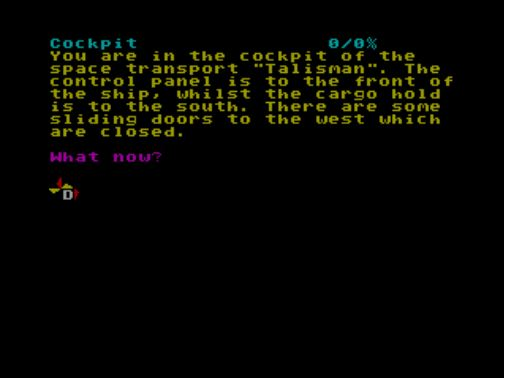 Cockpit 0/0%
You are in the cockpit of the
space transport "Talisman". The
control panel is to the front of
the ship, whilst the cargo hold
is to the south. There are some
sliding doors to the west which
are closed.
What now?
D